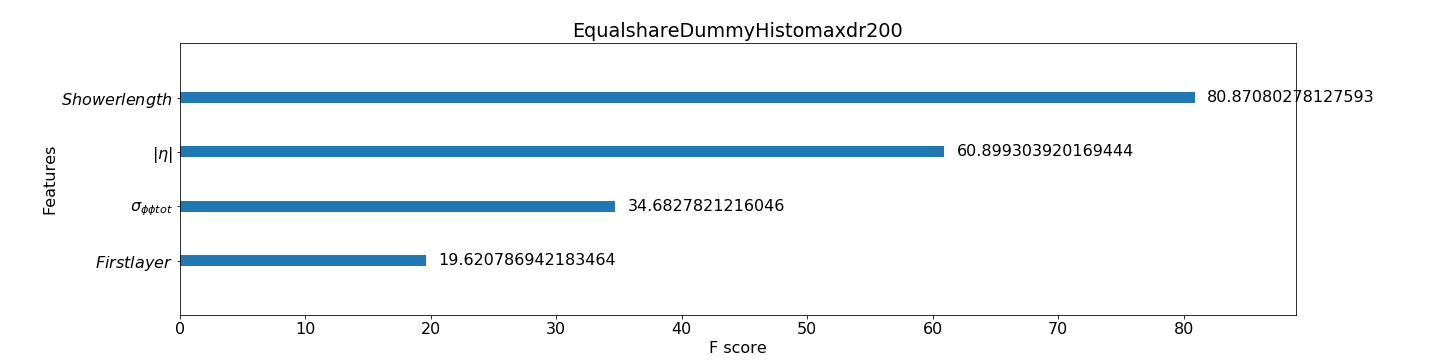 EqualshareDummyHistomaxdr200
Showerlength
80.87080278127593
|η|
60.899303920169444
Features
σϕϕtot
34.6827821216046
Firstlayer
19.620786942183464
0 10 20 30 40 50 60 70 80
F score